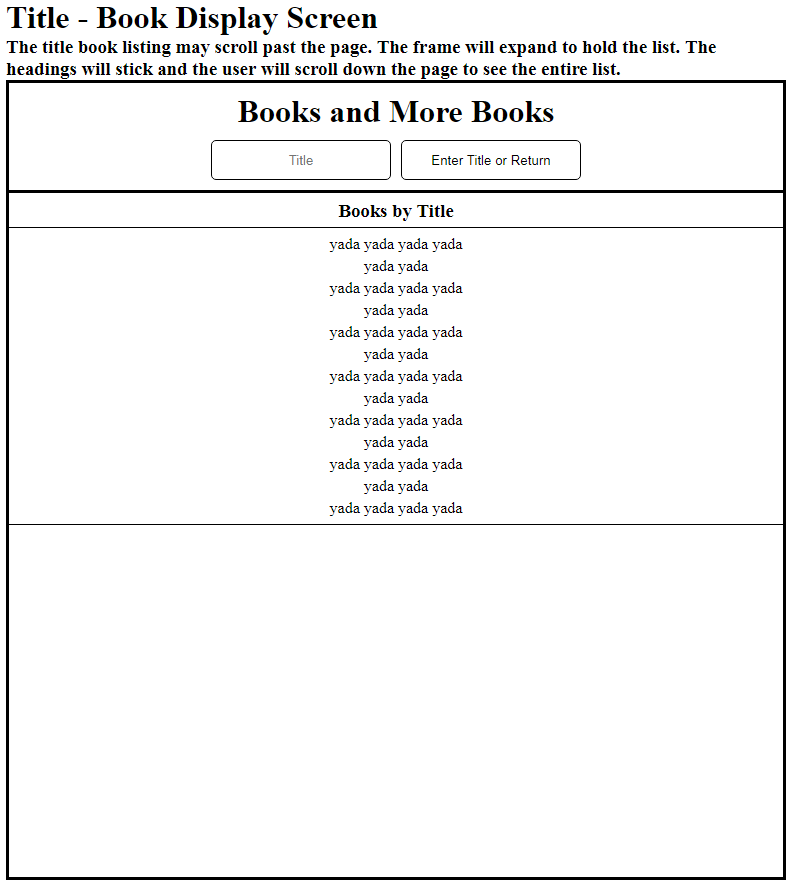 Title - Book Display Screen
The title book listing may scroll past the page. The frame will expand to hold the list. The
headings will stick and the user will scroll down the page to see the entire list.
Books and More Books
Title
Enter Title or Return
Books by Title
yada yada yada yada
yada yada
yada yada yada yada
yada yada
yada yada yada yada
yada yada
yada yada yada yada
yada yada
yada yada yada yada
yada yada
yada yada yada yada
yada yada
yada yada yada yada